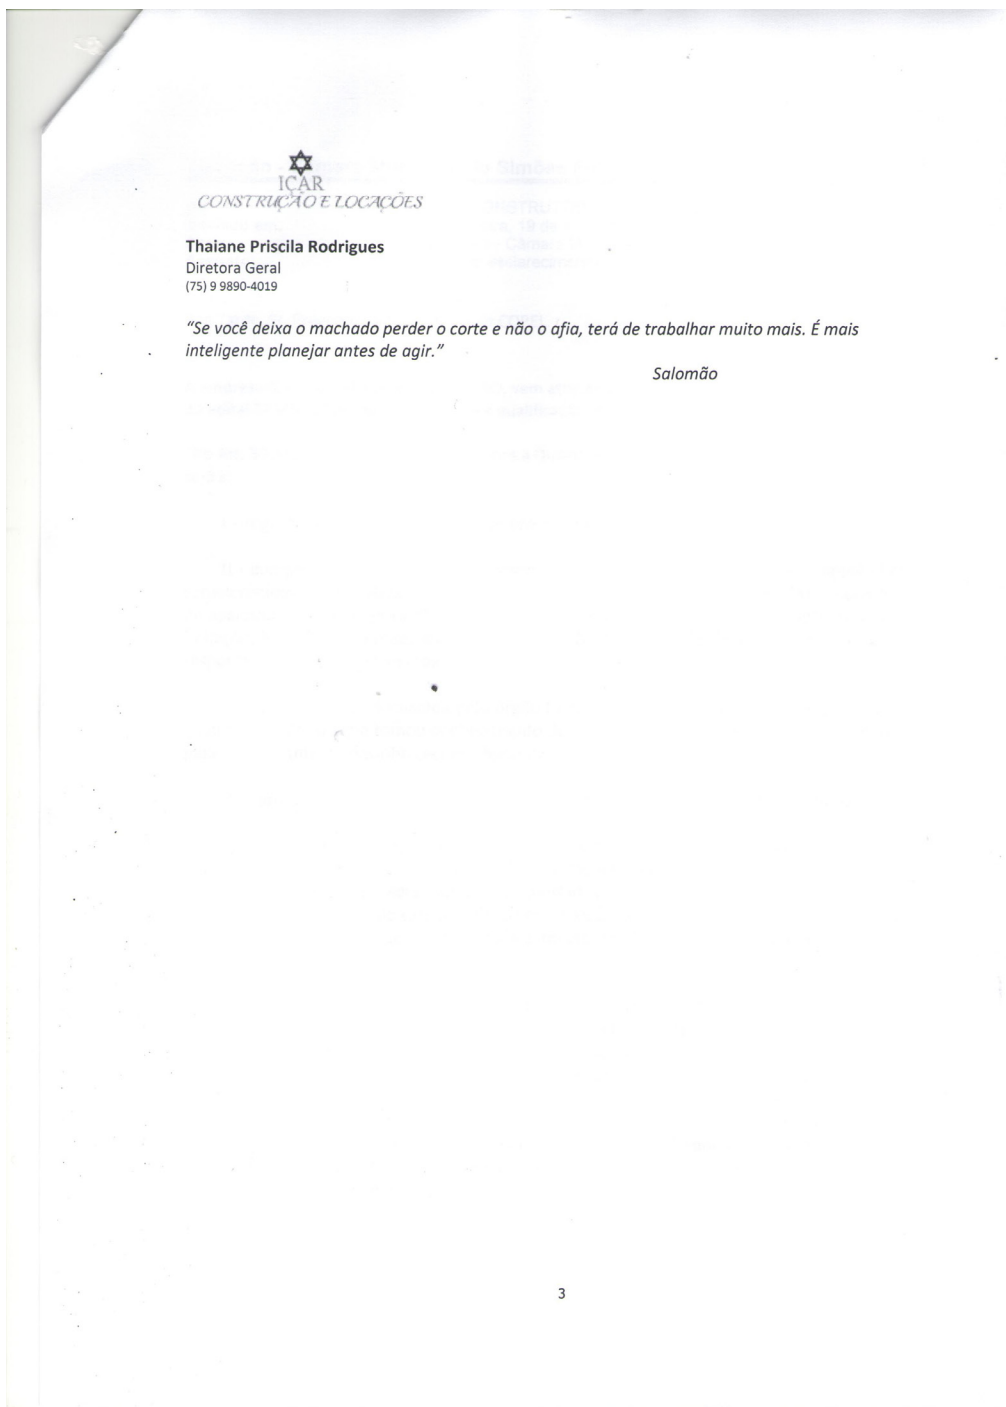 IÇAR
CONSTRUÇÃO E LOCAÇÕES
Thaiane Priscila Rodrigues
Diretora Geral
(75) 9 9890-4019
“Se você deixa o machado perder o corte e não o afia, terá de trabalhar muito mais. É mais
inteligente planejar antes de agir.”
Salomão
3